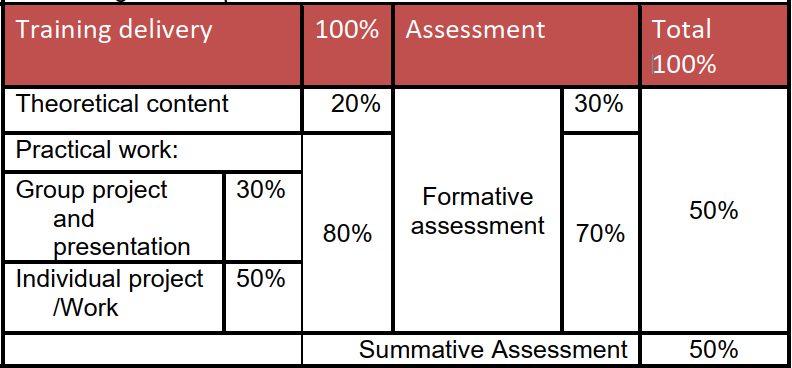 Training delivery 100% Assessment Total
100%
Theoretical content 20% 30%
Practical work:
Group project 30%
and
presentation
Individual project 50%
/Work
80%
Formative
assessment
70%
50%
Summative Assessment 50%